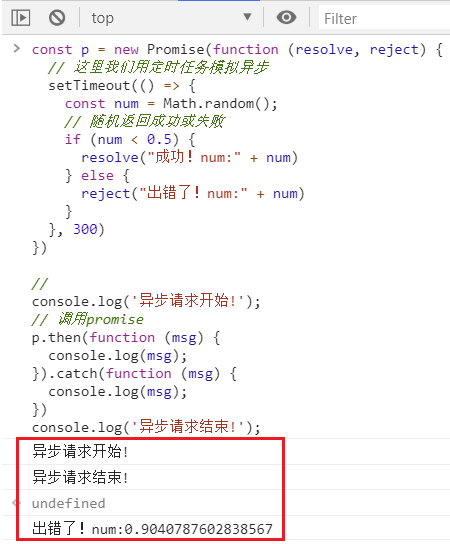 top Filter
const p = new Promise(function (resolve, reject) {
// 这里我们用定时任务模拟异步
setTimeout(() => {
const num = Math.random();
// 随机返回成功或失败
if (num < 0.5) {
resolve("成功！num:" + num)
} else {
reject("出错了！num:" + num)
}
}, 300)
})
//
console.log('异步请求开始!');
// 调用promise
p.then(function (msg) {
console.log(msg);
}).catch(function (msg) {
console.log(msg);
})
console.log('异步请求结束!');
异步请求开始!
异步请求结束!
undefined
出错了！num:0.9040787602838567